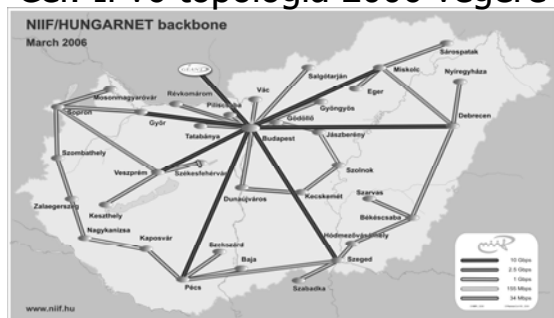 NIIF/HUNGARNET backbone
March 2006
Sárospatak
Salgótarján
Miskolc
Nyíregyháza
Vác
Révkomárom
Eger
Mosonmagyaróvár
Piliscsaba
Gyöngyös
Sopron
Gödöllő
Debrecen
Győr
Tatabánya
Budapest
Jászberény
Szombathely
Veszprém
Székesfehérvár
Szolnok
Dunaújváros
Kecskemét
Szarvas
Zalaegerszeg
Keszthely
Békéscsaba
Nagykanizsa
Kaposvár
Hódmezővásárhely
Szekszárd
Baja
Szeged
Pécs
Szabadka
10 Gbps
2.5 Gbps
1 Gbps
155 Mbps
34 Mbps
www.niif.hu